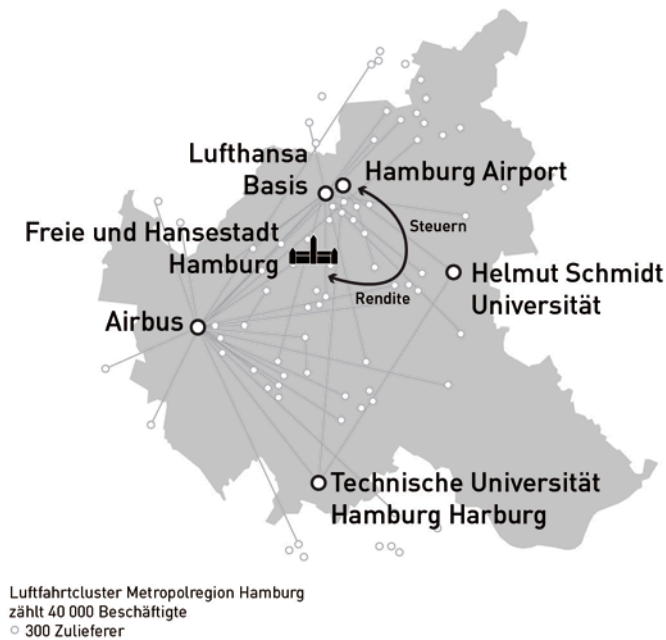 Lufthansa
Basis
Hamburg Airport
Freie und Hansestadt
Hamburg
Steuern
Rendite
Helmut Schmidt
Universität
Airbus
Technische Universität
Hamburg Harburg
Luftfahrtcluster Metropolregion Hamburg
zählt 40 000 Beschäftigte
300 Zulieferer